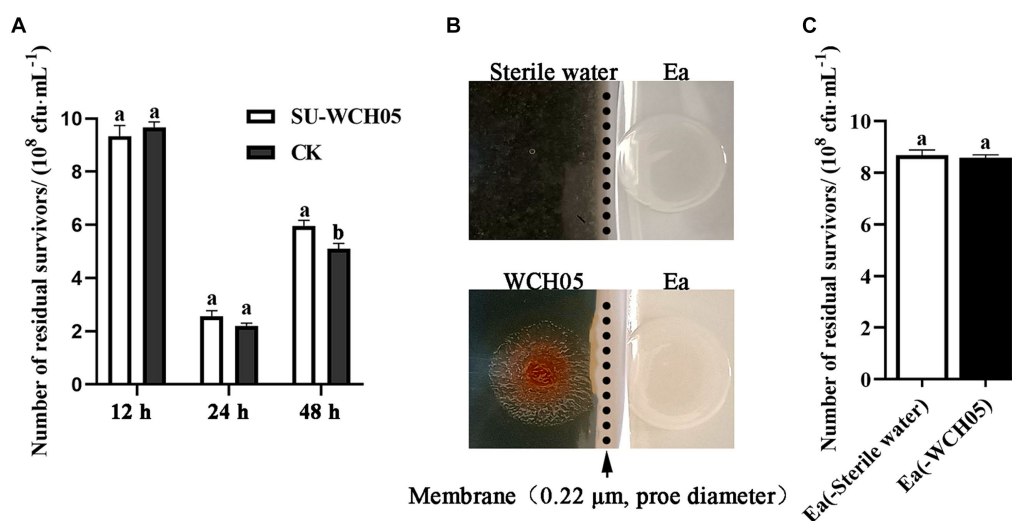 A
Number of residual survivors/ (10⁸ cfu·mL⁻¹)
10
8
6
4
2
0
a
a
a
a
a
b
12 h
24 h
48 h
SU-WCH05
CK
B
Sterile water
Ea
WCH05
Ea
Membrane（0.22 μm, proe diameter）
C
Number of residual survivors/ (10⁸ cfu·mL⁻¹)
10
8
6
4
2
0
a
a
Ea(-Sterile water)
Ea(-WCH05)